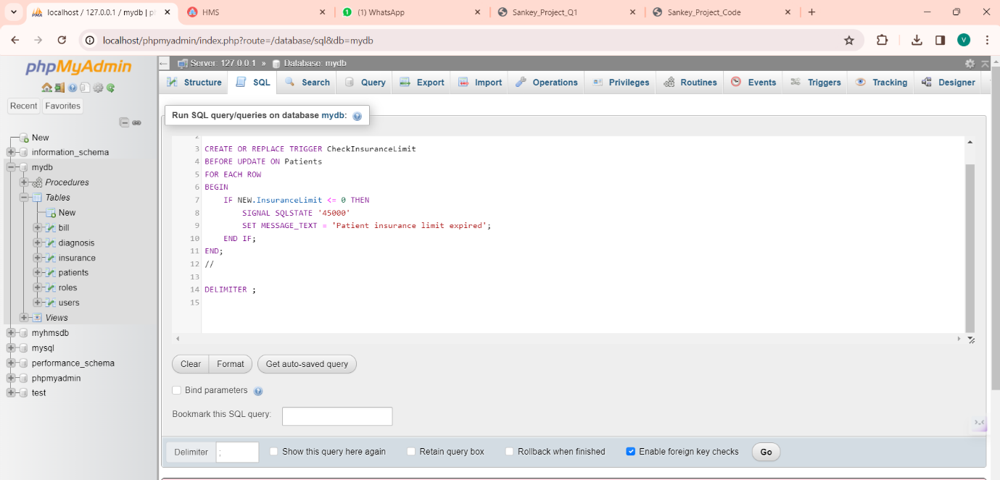 localhost / 127.0.0.1 / mydb | pl
HMS
(1) WhatsApp
Sankey_Project_Q1
Sankey_Project_Code
localhost/phpmyadmin/index.php?route=/database/sql&db=mydb
V
phpMyAdmin
Recent
Favorites
New
information_schema
mydb
Procedures
Tables
New
bill
diagnosis
insurance
patients
roles
users
Views
myhmsdb
mysql
performance_schema
phpmyadmin
test
Server 127.0.0.1 » Database mydb
Structure SQL Search Query Export Import Operations Privileges Routines Events Triggers Tracking Designer
Run SQL query/queries on database mydb:
2
3 CREATE OR REPLACE TRIGGER CheckInsuranceLimit
4 BEFORE UPDATE ON Patients
5 FOR EACH ROW
6 BEGIN
7 IF NEW.InsuranceLimit <= 0 THEN
8 SIGNAL SQLSTATE '45000'
9 SET MESSAGE_TEXT = 'Patient insurance limit expired';
10 END IF;
11 END;
12 //
13
14 DELIMITER ;
15
Clear Format Get auto-saved query
Bind parameters
Bookmark this SQL query:
Delimiter ; Show this query here again Retain query box Rollback when finished Enable foreign key checks Go